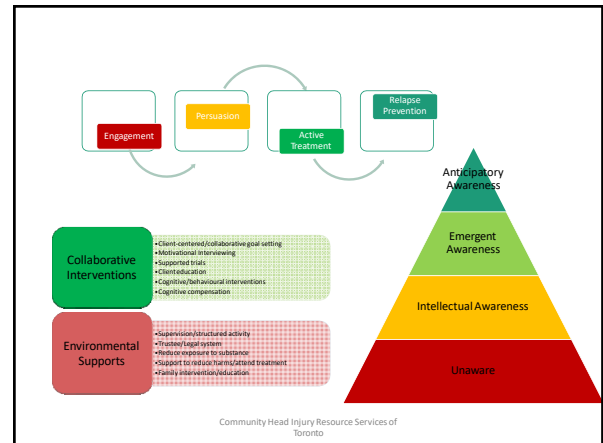 Engagement
Persuasion
Active
Treatment
Relapse
Prevention
Collaborative
Interventions
•Client-centered/collaborative goal setting
•Motivational Interviewing
•Supported trials
•Client education
•Cognitive/behavioural interventions
•Cognitive compensation
Environmental
Supports
•Supervision/structured activity
•Trustee/Legal system
•Reduce exposure to substance
•Support to reduce harms/attend treatment
•Family intervention/education
Anticipatory
Awareness
Emergent
Awareness
Intellectual Awareness
Unaware
Community Head Injury Resource Services of
Toronto